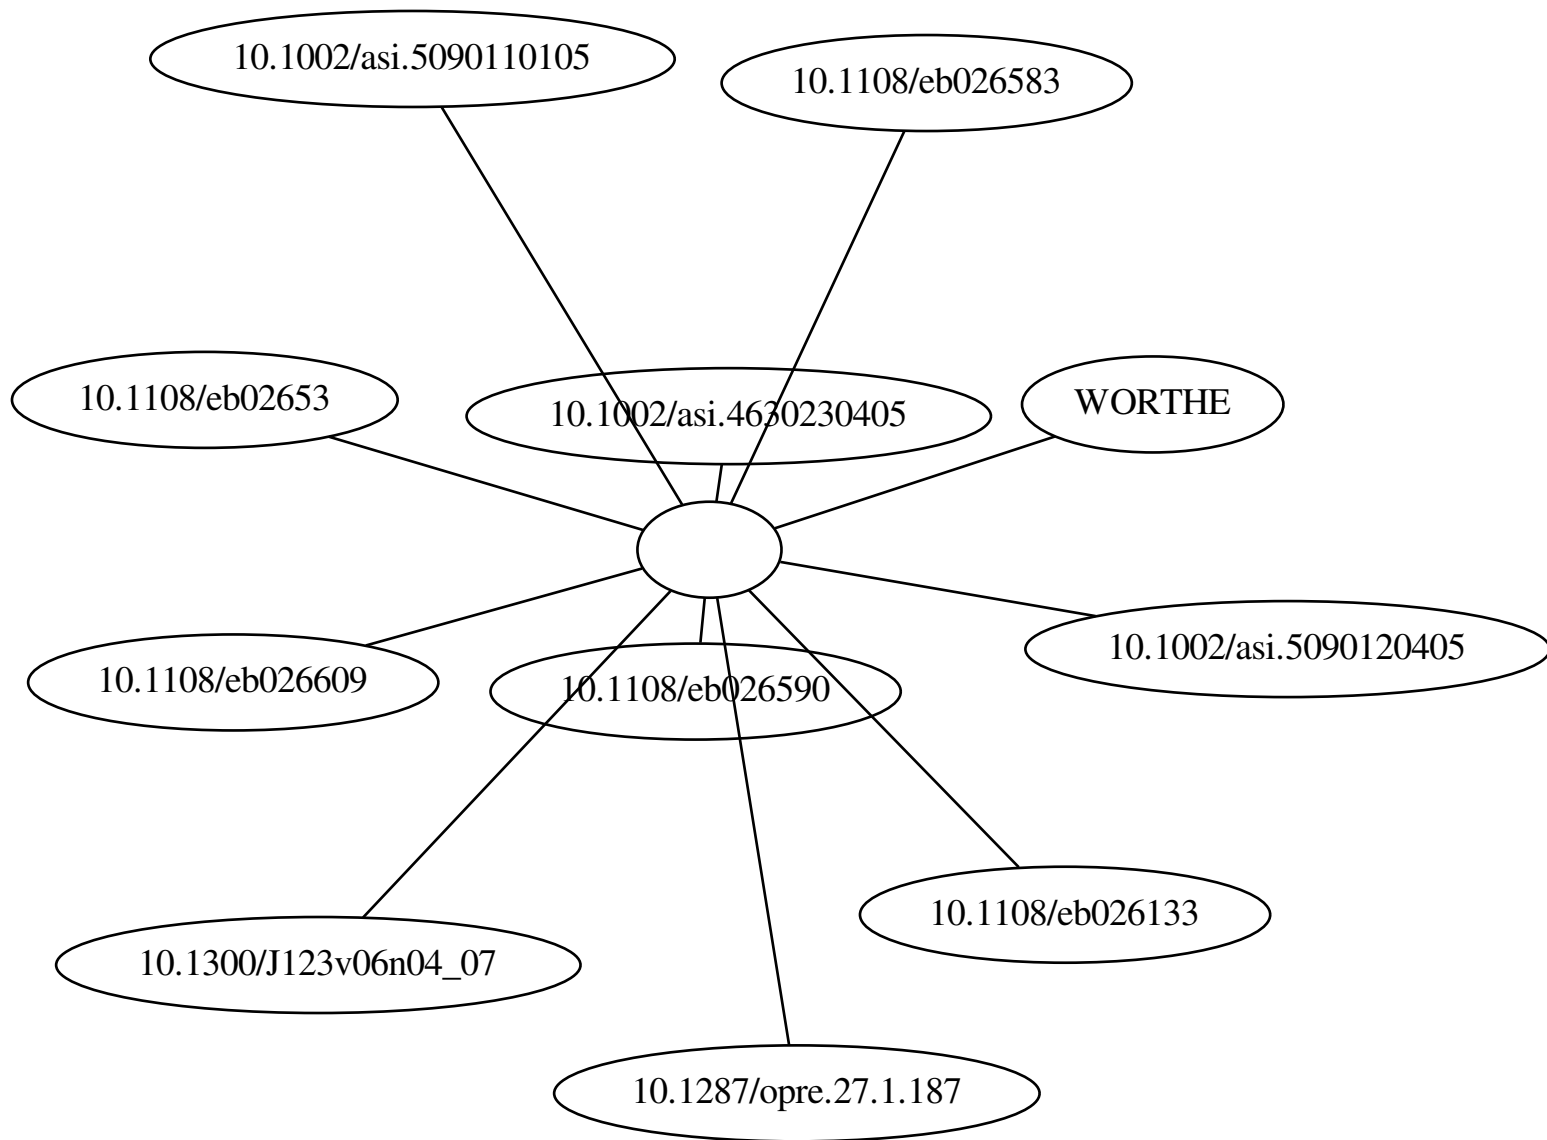 10.1002/asi.5090110105
10.1108/eb026583
10.1108/eb02653
10.1002/asi.4630230405
WORTHE
10.1002/asi.5090120405
10.1108/eb026609
10.1108/eb026590
10.1108/eb026133
10.1300/J123v06n04_07
10.1287/opre.27.1.187